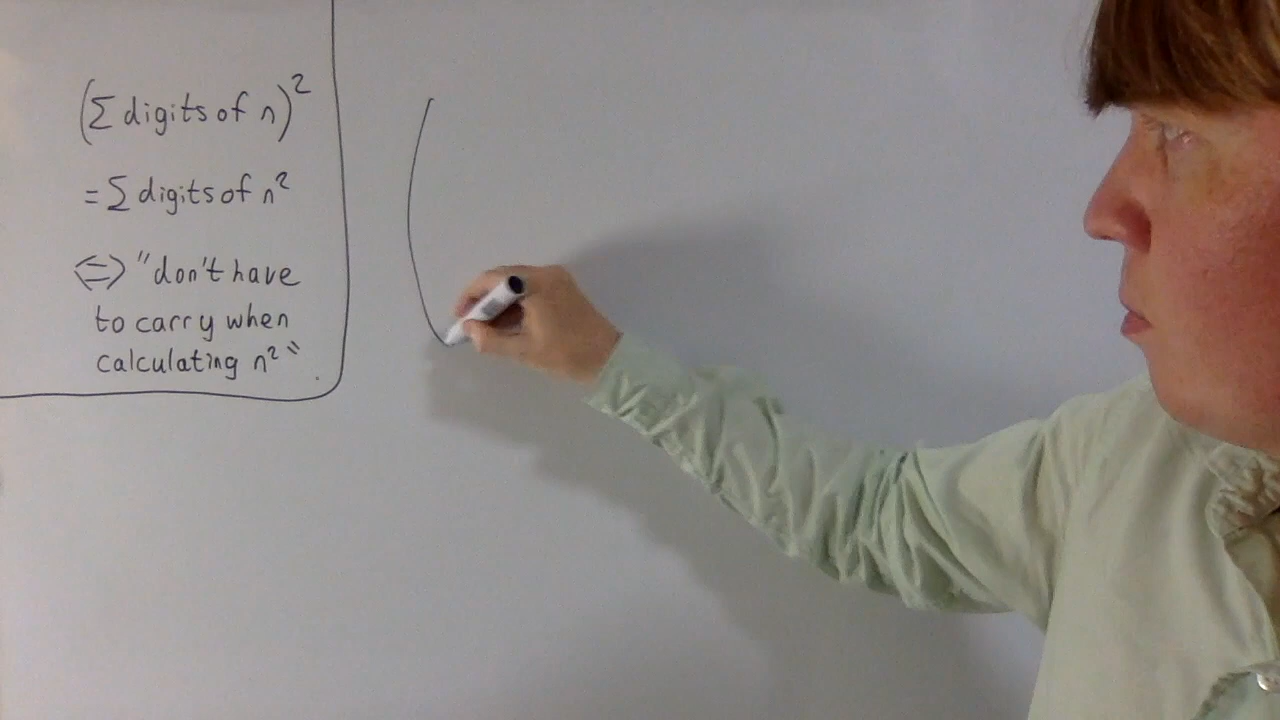 (Σ digits of n)²
= Σ digits of n²
⇔ "don't have
to carry when
calculating n²"